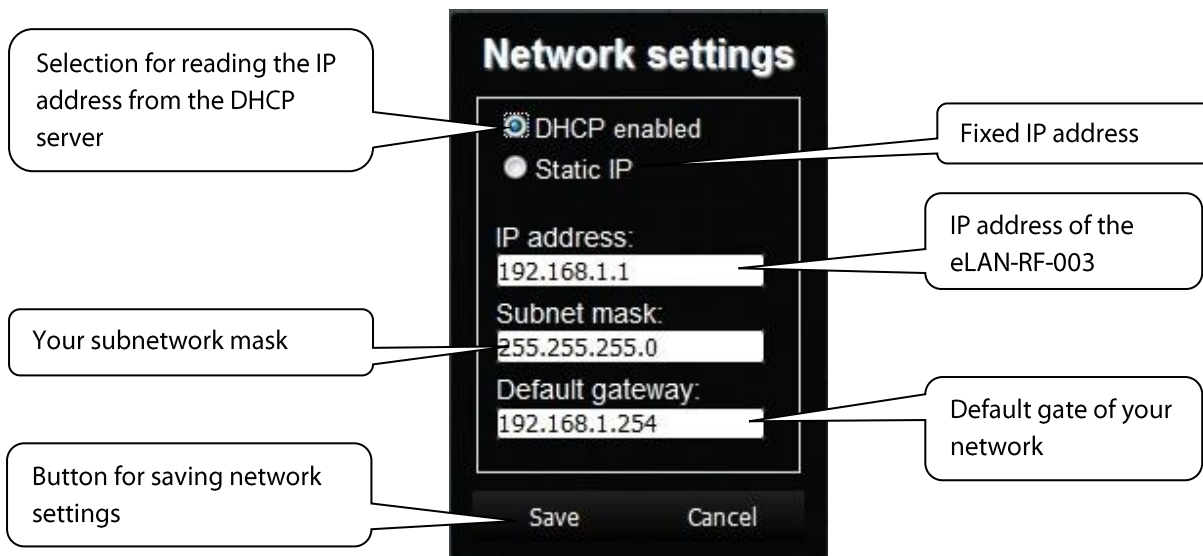 Network settings
Selection for reading the IP
address from the DHCP
server
DHCP enabled
Static IP
Fixed IP address
IP address:
192.168.1.1
IP address of the
eLAN-RF-003
Subnet mask:
255.255.255.0
Your subnetwork mask
Default gateway:
192.168.1.254
Default gate of your
network
Button for saving network
settings
Save
Cancel